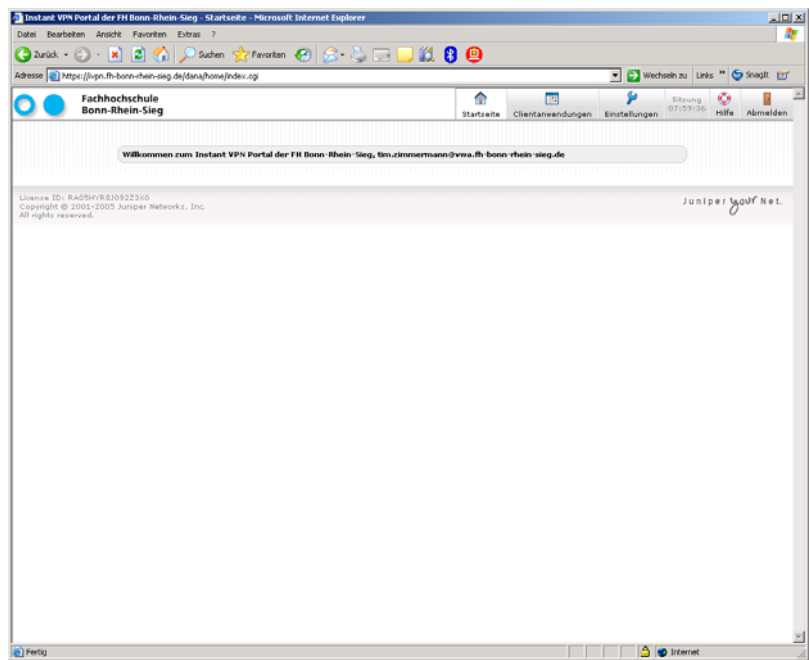 Instant VPN Portal der FH Bonn-Rhein-Sieg - Startseite - Microsoft Internet Explorer
Datei Bearbeiten Ansicht Favoriten Extras ?
Zurück Suchen Favoriten
Adresse https://ivpn.fh-bonn-rhein-sieg.de/dana/home/index.cgi Wechseln zu Links » SnagIt
Fachhochschule
Bonn-Rhein-Sieg
Startseite Clientanwendungen Einstellungen Sitzung 07:59:36 Hilfe Abmelden
Willkommen zum Instant VPN Portal der FH Bonn-Rhein-Sieg, tim.zimmermann@vwa.fh-bonn-rhein-sieg.de
License ID:
Copyright © 2001-2005 Juniper Networks, Inc.
All rights reserved.
Juniper your Net.
Fertig Internet